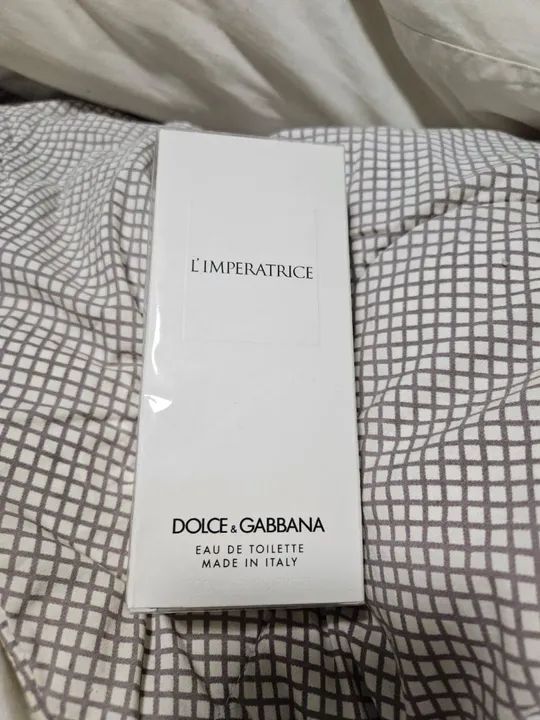 L'IMPERATRICE
DOLCE & GABBANA
EAU DE TOILETTE
MADE IN ITALY